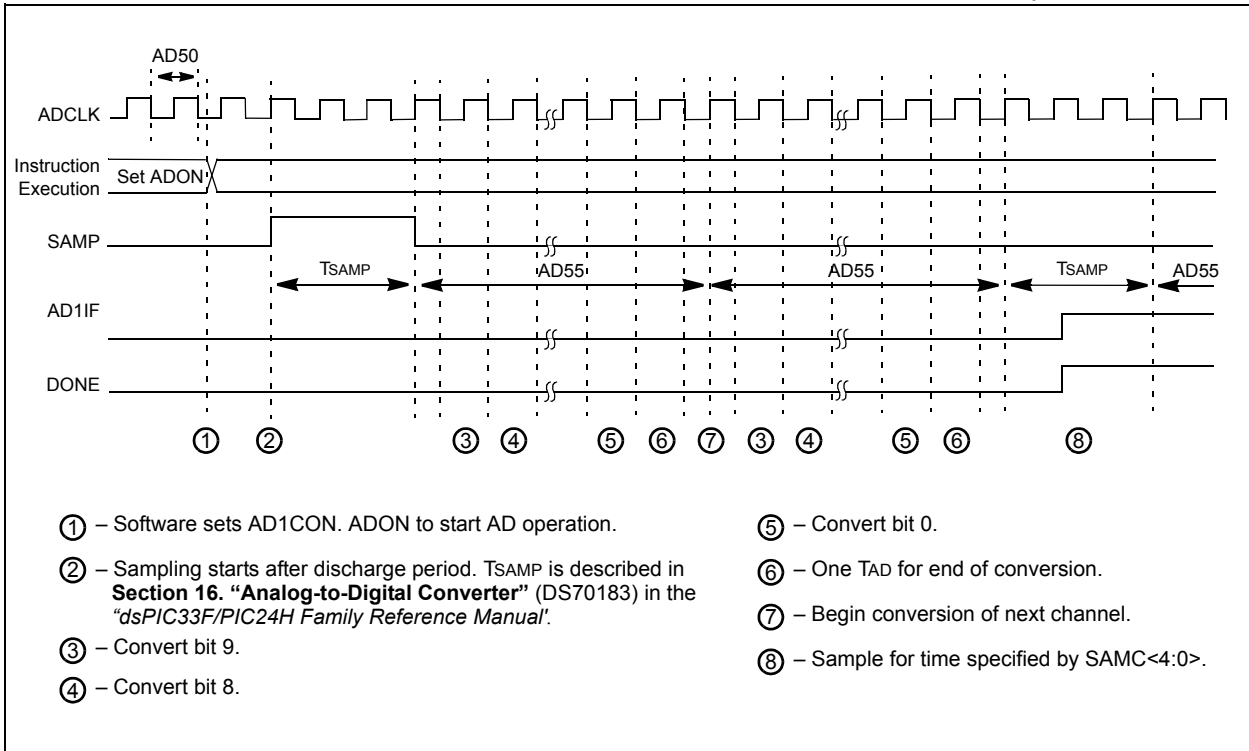 AD50
ADCLK
Instruction
Execution
Set ADON
SAMP
TSAMP
AD55
AD55
TSAMP
AD55
AD1IF
DONE
1 2 3 4 5 6 7 3 4 5 6 8
1 – Software sets AD1CON. ADON to start AD operation.
2 – Sampling starts after discharge period. TSAMP is described in
Section 16. “Analog-to-Digital Converter” (DS70183) in the
“dsPIC33F/PIC24H Family Reference Manual'.
3 – Convert bit 9.
4 – Convert bit 8.
5 – Convert bit 0.
6 – One TAD for end of conversion.
7 – Begin conversion of next channel.
8 – Sample for time specified by SAMC<4:0>.